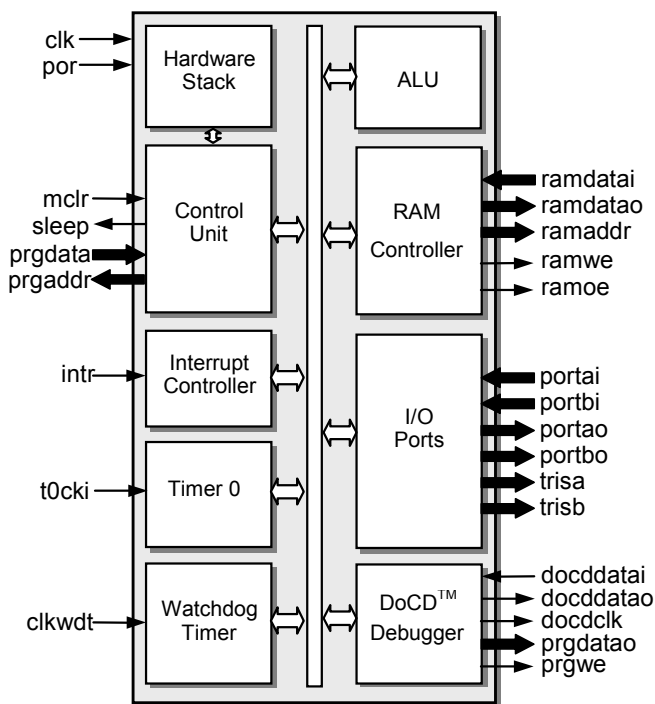 clk
por
Hardware
Stack
ALU
mclr
sleep
prgdata
prgaddr
Control
Unit
RAM
Controller
ramdatai
ramdatao
ramaddr
ramwe
ramoe
intr
Interrupt
Controller
I/O
Ports
portai
portbi
portao
portbo
trisa
trisb
t0cki
Timer 0
clkwdt
Watchdog
Timer
DoCD™
Debugger
docddatai
docddatao
docdclk
prgdatao
prgwe